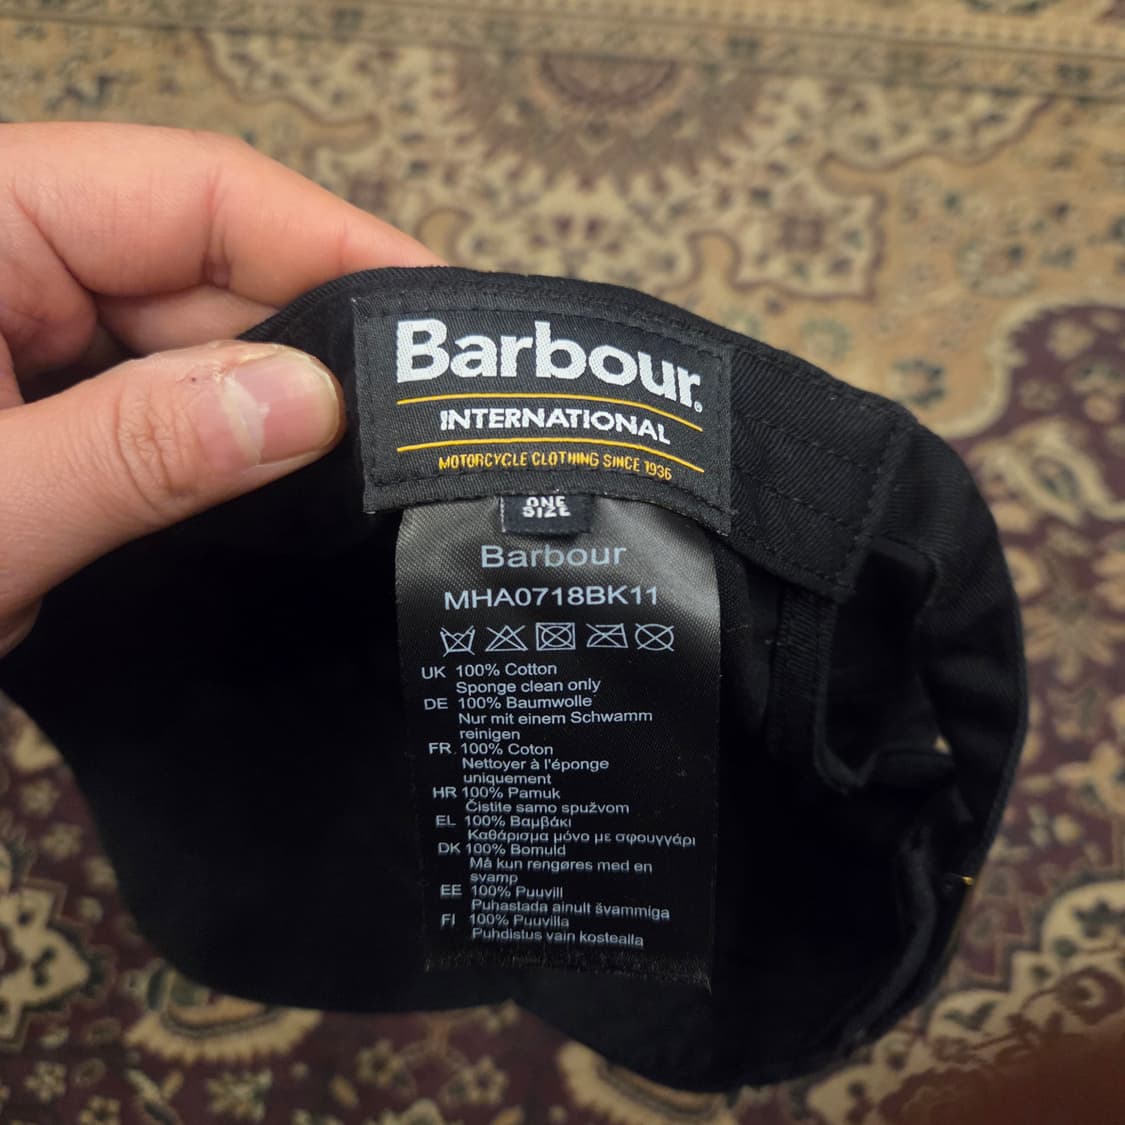 Barbour®
INTERNATIONAL
MOTORCYCLE CLOTHING SINCE 1936
ONE
SIZE
Barbour
MHA0718BK11
UK 100% Cotton
Sponge clean only
DE 100% Baumwolle
Nur mit einem Schwamm
reinigen
FR 100% Coton
Nettoyer à l'éponge
uniquement
HR 100% Pamuk
Čistite samo spužvom
EL 100% Βαμβάκι
Καθάρισμα μόνο με σφουγγάρι
DK 100% Bomuld
Må kun rengøres med en
svamp
EE 100% Puuvill
Puhastada ainult švammiga
FI 100% Puuvilla
Puhdistus vain kostealla